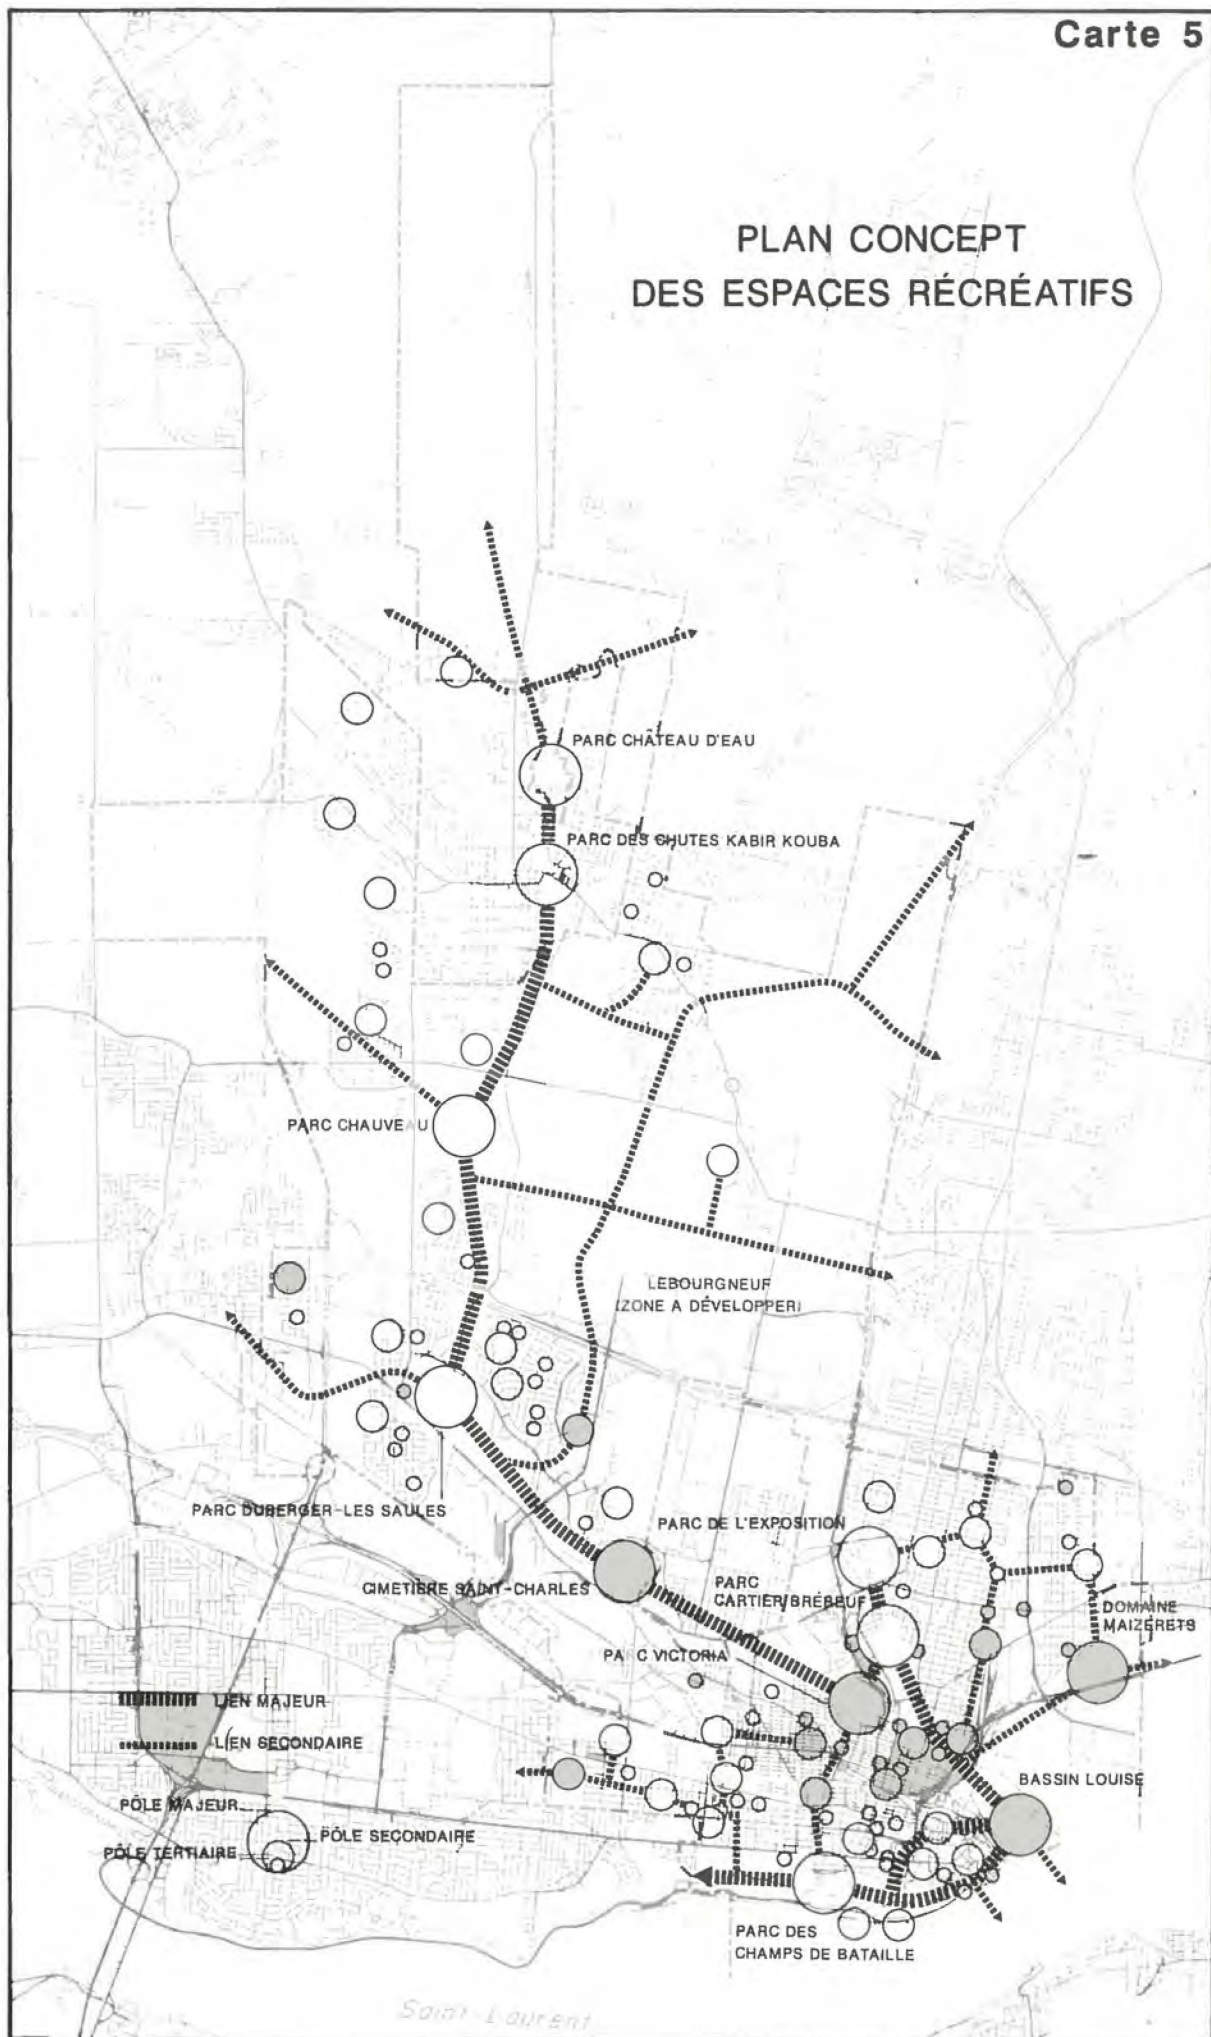 Carte 5
PLAN CONCEPT
DES ESPACES RÉCRÉATIFS
PARC CHÂTEAU D'EAU
PARC DES CHUTES KABIR KOUBA
PARC CHAUVEAU
LEBOURGNEUF
(ZONE A DÉVELOPPER)
PARC DUBERGER-LES SAULES
PARC DE L'EXPOSITION
CIMETIÈRE SAINT-CHARLES
PARC
CARTIER/BRÉBEUF
DOMAINE
MAIZERETS
PA C VICTORIA
LIEN MAJEUR
LIEN SECONDAIRE
BASSIN LOUISE
PÔLE MAJEUR
PÔLE SECONDAIRE
PÔLE TERTIAIRE
PARC DES
CHAMPS DE BATAILLE
Saint-Laurent